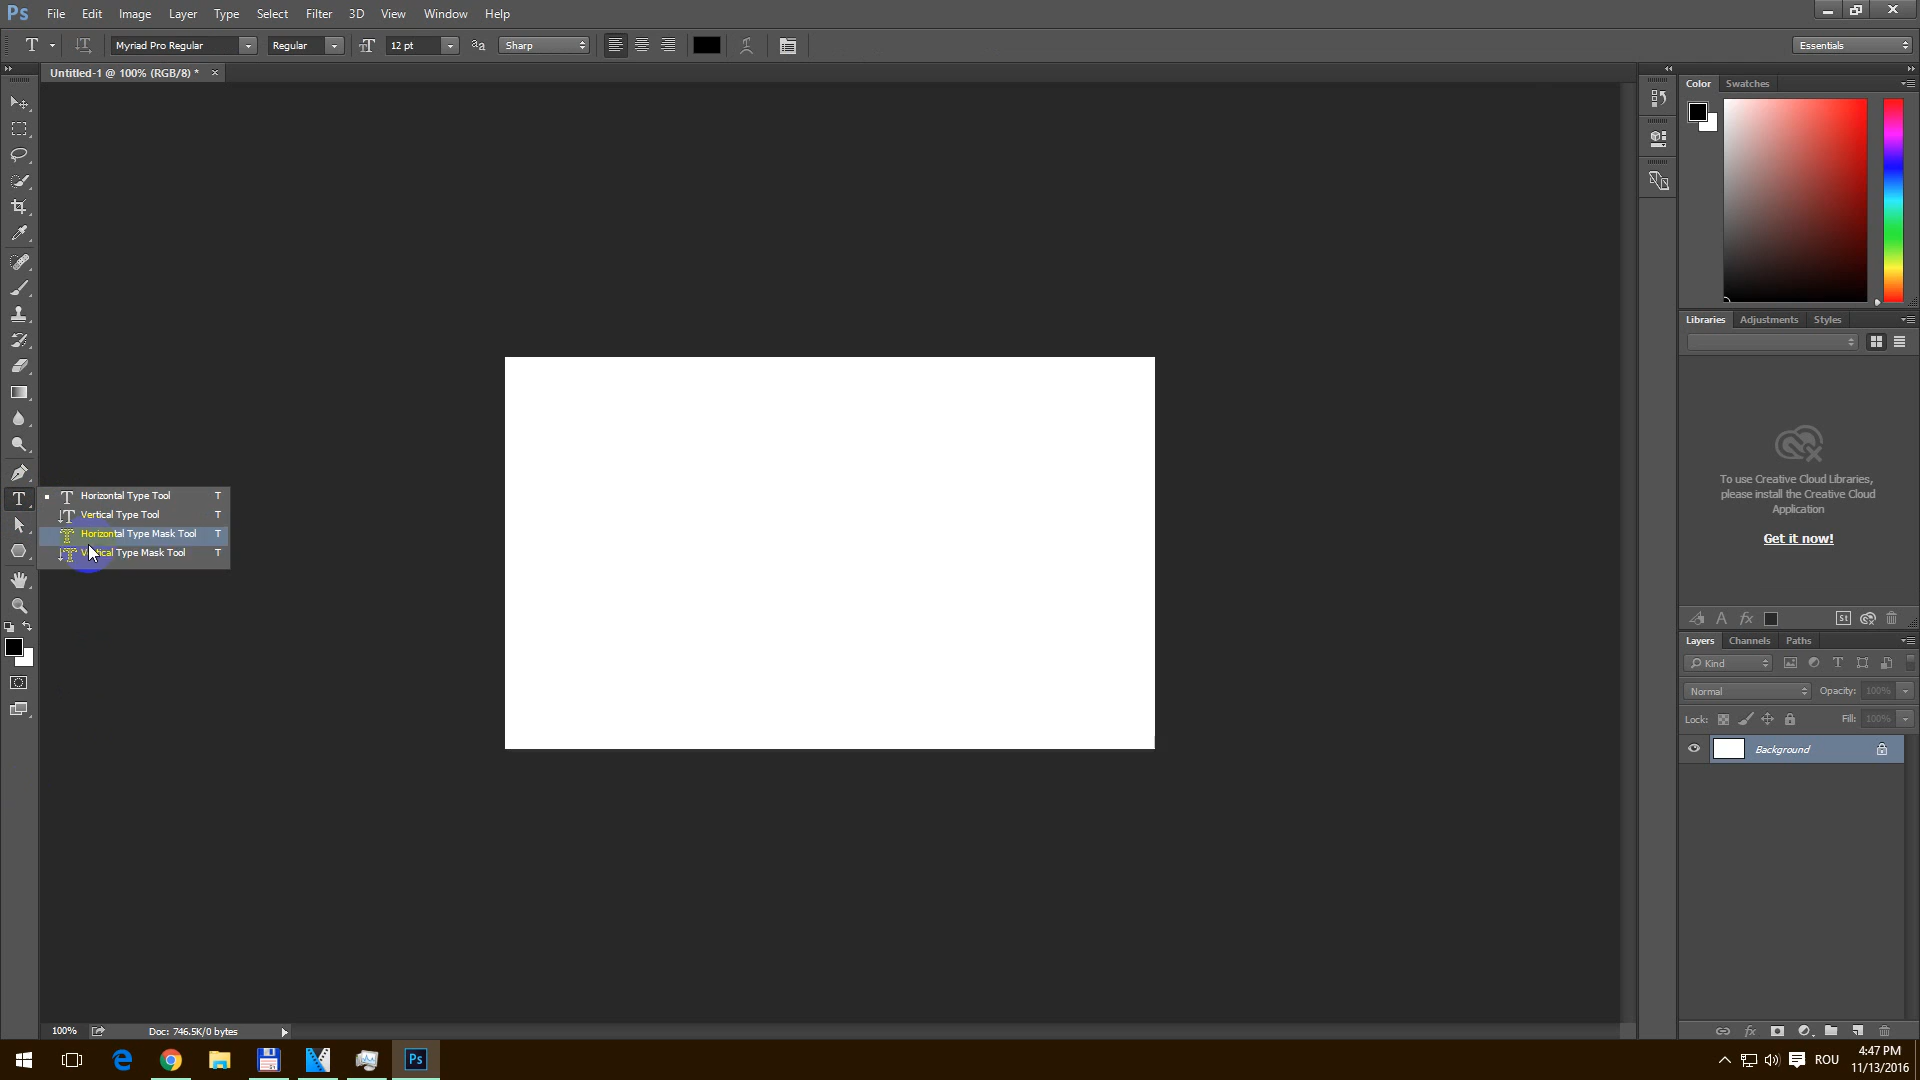 Ps File Edit Image Layer Type Select Filter 3D View Window Help
T Myriad Pro Regular Regular 12 pt Sharp Essentials
Untitled-1 @ 100% (RGB/8) * ×
Color Swatches
Libraries Adjustments Styles
To use Creative Cloud Libraries,
please install the Creative Cloud
Application
Get it now!
T Horizontal Type Tool T
T Vertical Type Tool T
T Horizontal Type Mask Tool T
T Vertical Type Mask Tool T
St
Layers Channels Paths
Kind
Normal Opacity: 100%
Lock: Fill: 100%
Background
100% Doc: 746.5K/0 bytes
Ps
ROU
4:47 PM
11/13/2016